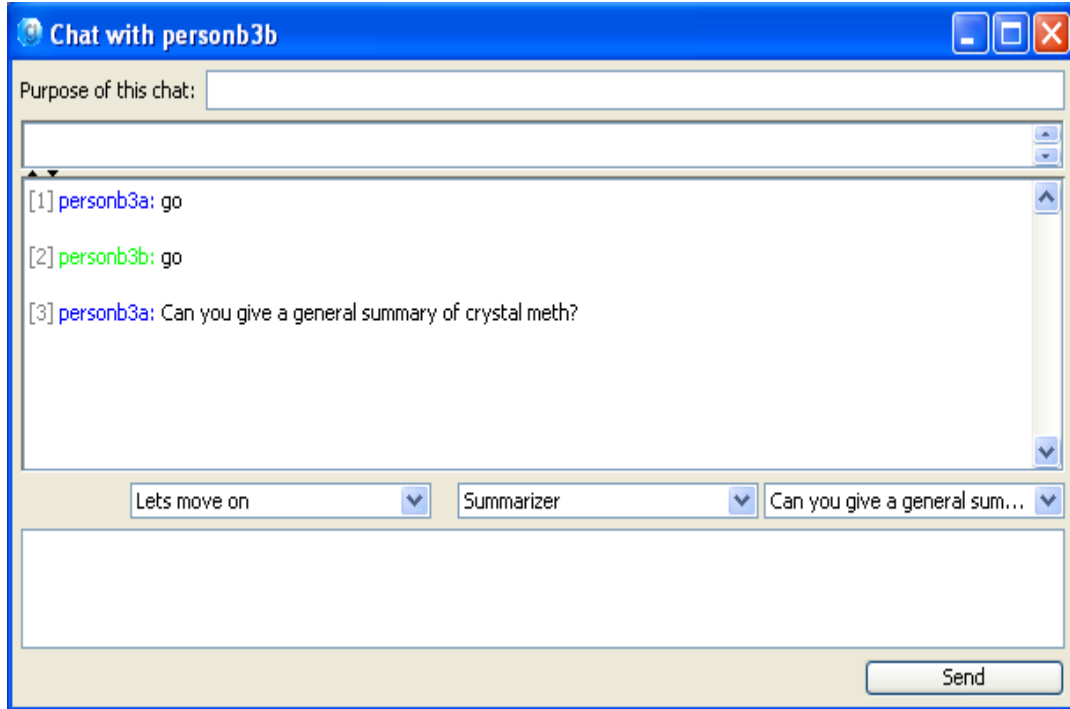 Chat with personb3b
Purpose of this chat:
[1] personb3a: go
[2] personb3b: go
[3] personb3a: Can you give a general summary of crystal meth?
Lets move on Summarizer Can you give a general sum...
Send